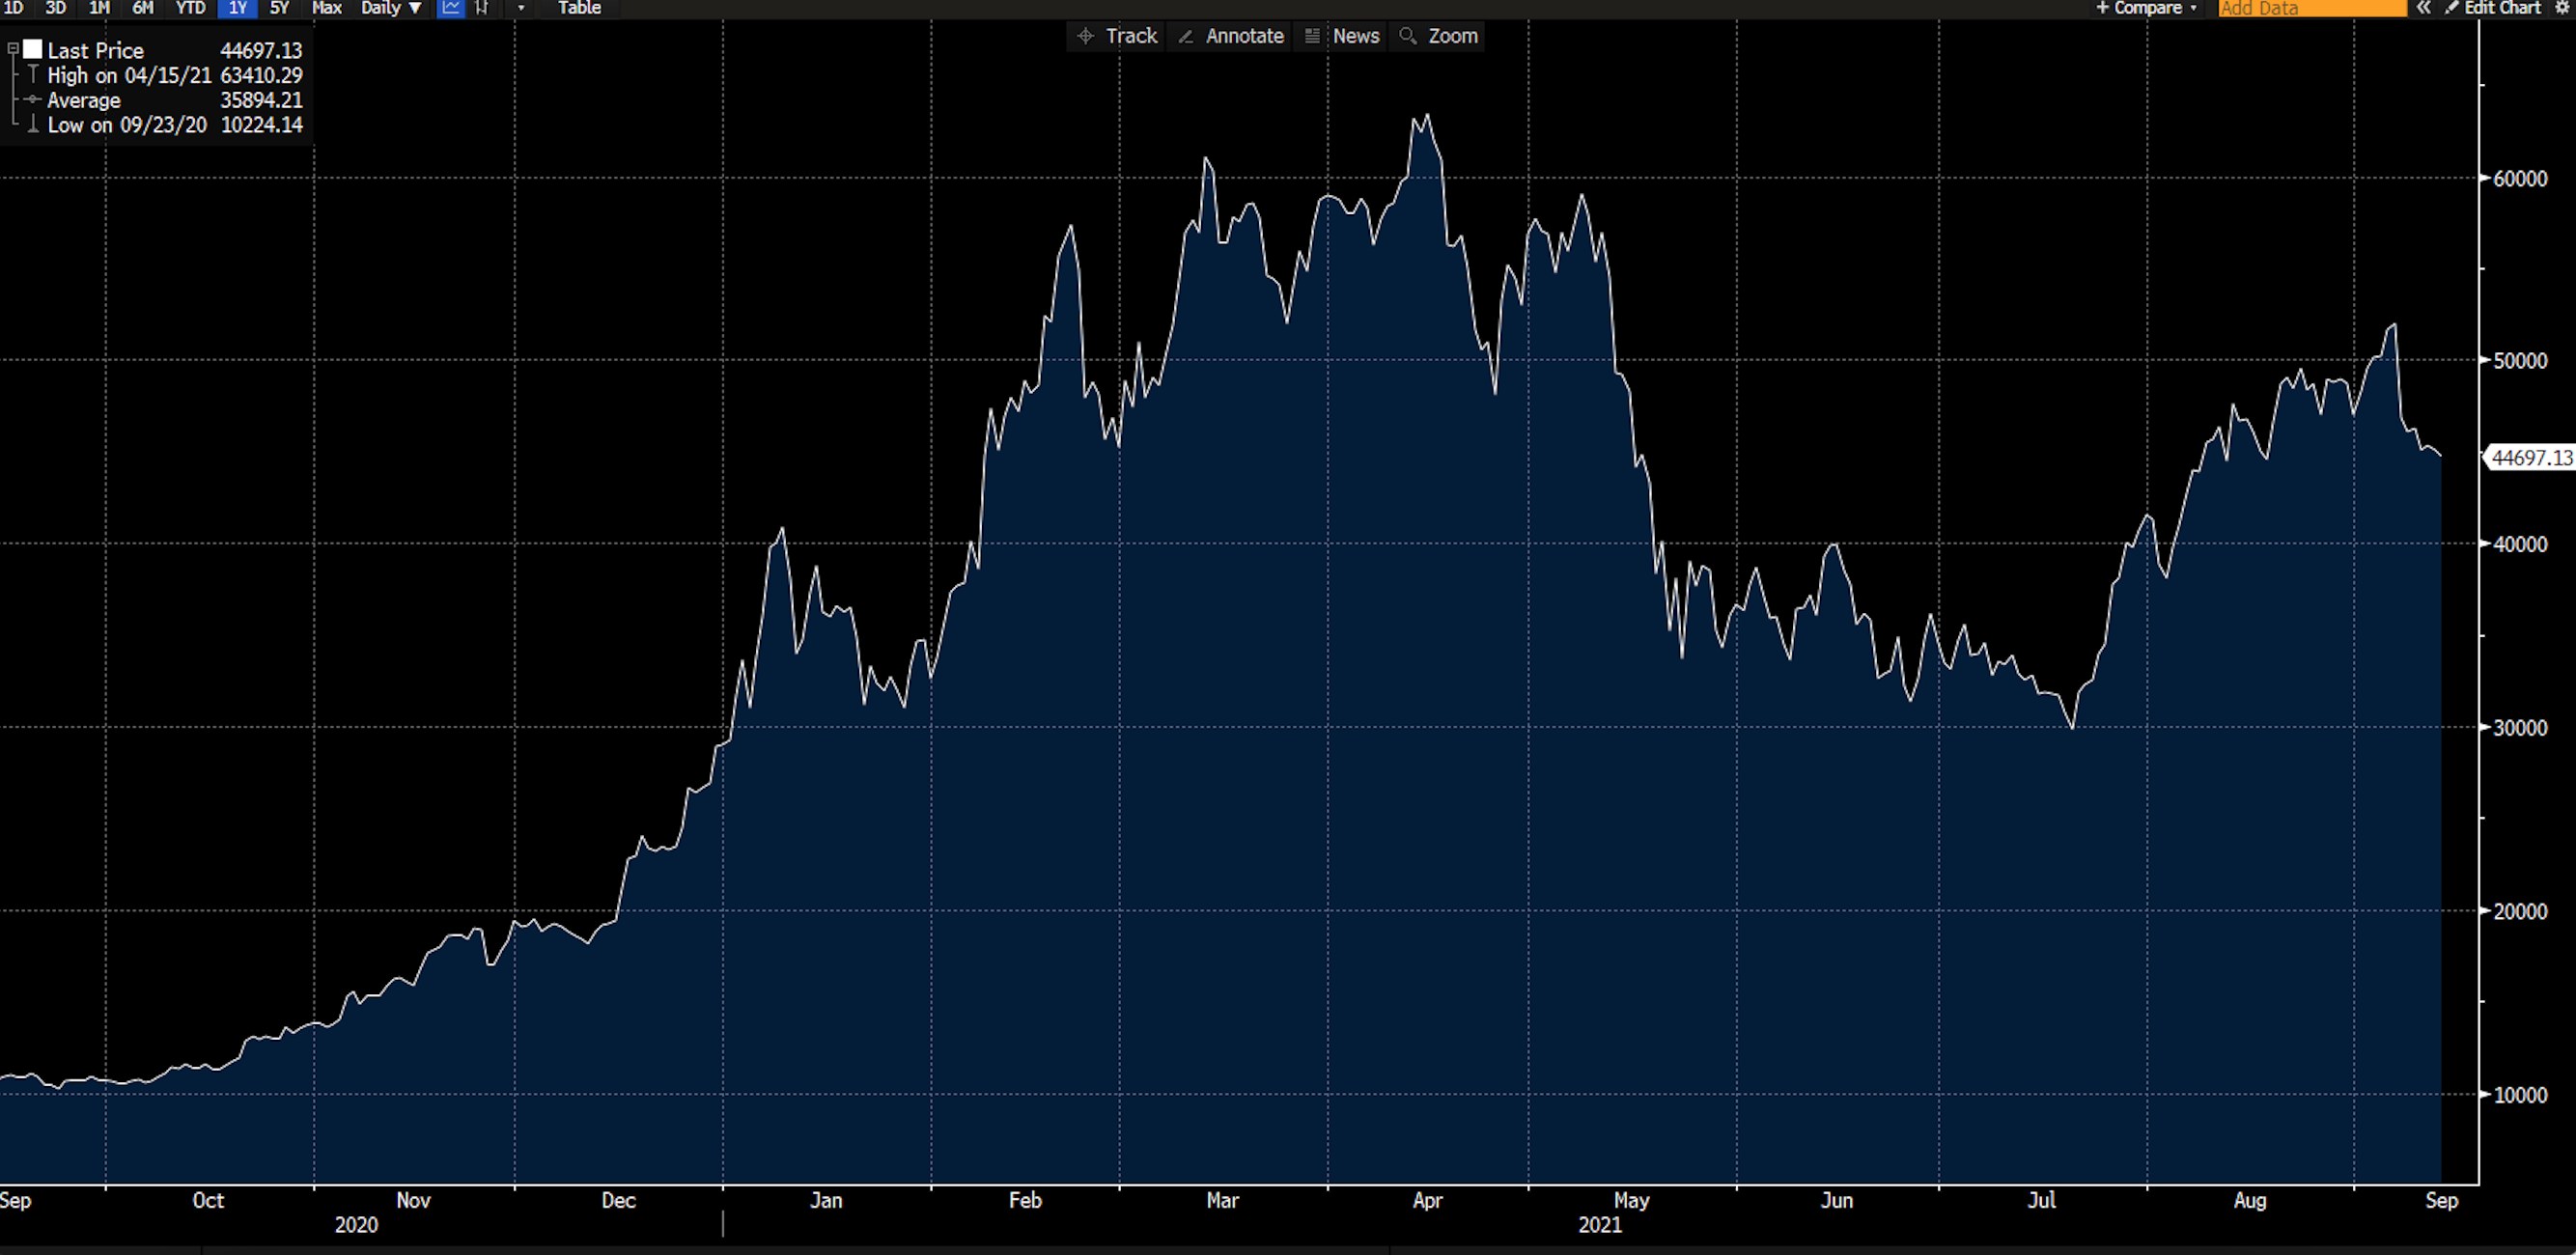 1D 3D 1M 6M YTD 1Y 5Y Max Daily ▼ Table + Compare Add Data « Edit Chart
Track Annotate News Zoom
Last Price 44697.13
High on 04/15/21 63410.29
Average 35894.21
Low on 09/23/20 10224.14
60000
50000
44697.13
40000
30000
20000
10000
Sep Oct Nov Dec Jan Feb Mar Apr May Jun Jul Aug Sep
2020 2021